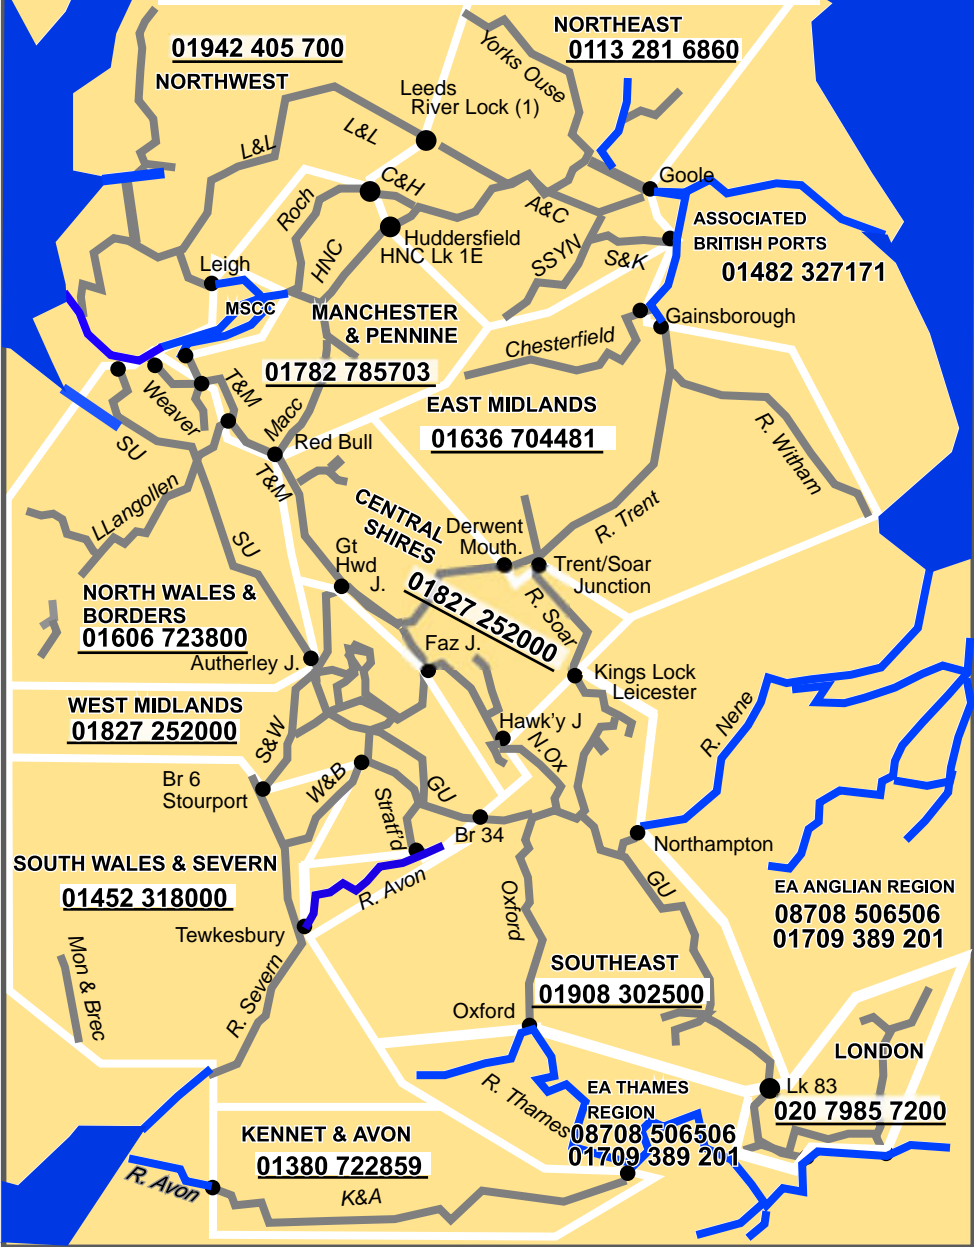 NORTHEAST
0113 281 6860
01942 405 700
NORTHWEST
Yorks Ouse
Leeds
River Lock (1)
L&L
L&L
C&H
Goole
Roch
A&C
ASSOCIATED
BRITISH PORTS
01482 327171
Huddersfield
HNC Lk 1E
HNC
SSYN
S&K
Leigh
MSCC
MANCHESTER
& PENNINE
Gainsborough
Chesterfield
01782 785703
T&M
Weaver
Macc
EAST MIDLANDS
01636 704481
R. Witham
SU
Red Bull
T&M
LLangollen
CENTRAL
SHIRES
01827 252000
R. Trent
Derwent
Mouth.
SU
Gt
Hwd
J.
Trent/Soar
Junction
R. Soar
NORTH WALES &
BORDERS
01606 723800
Autherley J.
Faz J.
Kings Lock
Leicester
WEST MIDLANDS
01827 252000
R. Nene
Hawk'y J
N.Ox
S&W
W&B
Br 6
Stourport
GU
Stratf'd
Br 34
Northampton
SOUTH WALES & SEVERN
01452 318000
R. Avon
GU
Oxford
EA ANGLIAN REGION
08708 506506
01709 389 201
Tewkesbury
Mon & Brec
SOUTHEAST
01908 302500
R. Severn
Oxford
LONDON
Lk 83
020 7985 7200
R. Thames
EA THAMES
REGION
08708 506506
01709 389 201
KENNET & AVON
01380 722859
R. Avon
K&A